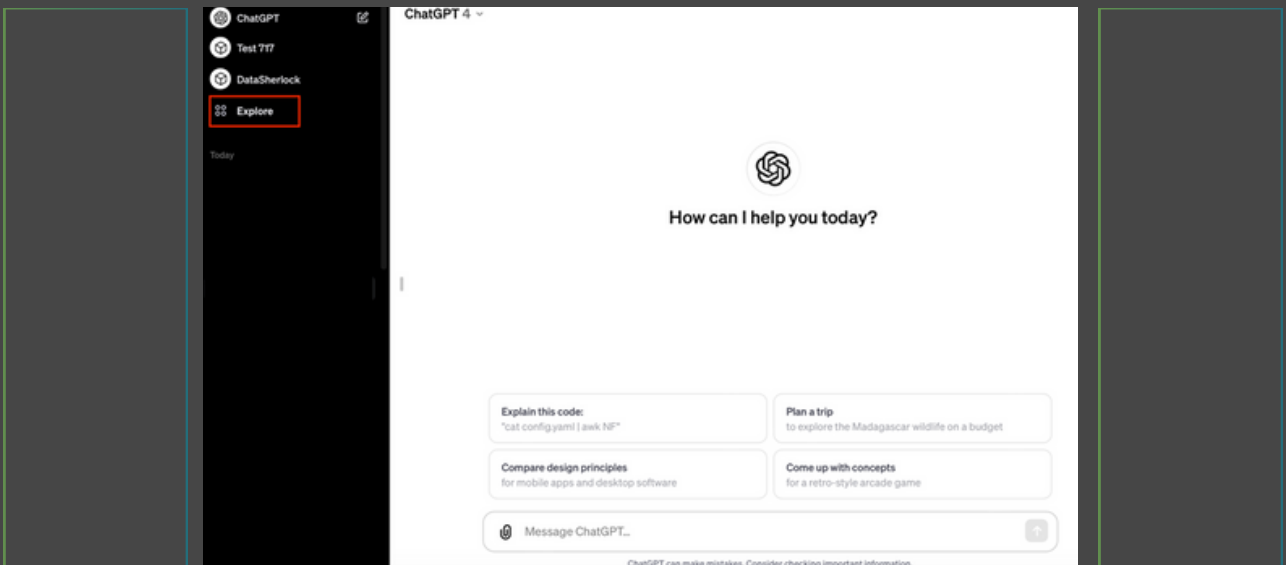 ChatGPT
Test 717
DataSherlock
Explore
Today
ChatGPT 4
How can I help you today?
Explain this code:
"cat config.yaml | awk NF"
Plan a trip
to explore the Madagascar wildlife on a budget
Compare design principles
for mobile apps and desktop software
Come up with concepts
for a retro-style arcade game
Message ChatGPT...
ChatGPT can make mistakes. Consider checking important information.